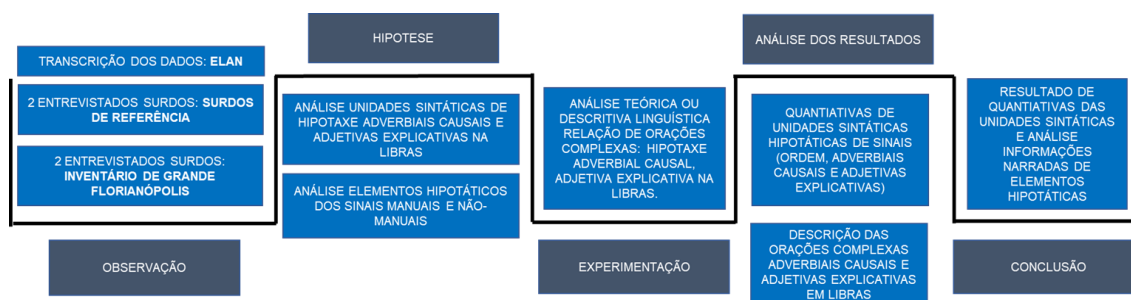 TRANSCRIÇÃO DOS DADOS: ELAN
2 ENTREVISTADOS SURDOS: SURDOS
DE REFERÊNCIA
2 ENTREVISTADOS SURDOS:
INVENTÁRIO DE GRANDE
FLORIANÓPOLIS
OBSERVAÇÃO
HIPOTESE
ANÁLISE UNIDADES SINTÁTICAS DE
HIPOTAXE ADVERBIAIS CAUSAIS E
ADJETIVAS EXPLICATIVAS NA
LIBRAS
ANÁLISE ELEMENTOS HIPOTÁTICOS
DOS SINAIS MANUAIS E NÃO-
MANUAIS
ANÁLISE TEÓRICA OU
DESCRITIVA LINGUÍSTICA
RELAÇÃO DE ORAÇÕES
COMPLEXAS: HIPOTAXE
ADVERBIAL CAUSAL,
ADJETIVA EXPLICATIVA NA
LIBRAS.
EXPERIMENTAÇÃO
ANÁLISE DOS RESULTADOS
QUANTIATIVAS DE
UNIDADES SINTÁTICAS
HIPOTÁTICAS DE SINAIS
(ORDEM, ADVERBIAIS
CAUSAIS E ADJETIVAS
EXPLICATIVAS)
DESCRIÇÃO DAS
ORAÇÕES COMPLEXAS
ADVERBIAIS CAUSAIS E
ADJETIVAS EXPLICATIVAS
EM LIBRAS
RESULTADO DE
QUANTIATIVAS DAS
UNIDADES SINTÁTICAS
E ANÁLISE
INFORMAÇÕES
NARRADAS DE
ELEMENTOS
HIPOTÁTICAS
CONCLUSÃO